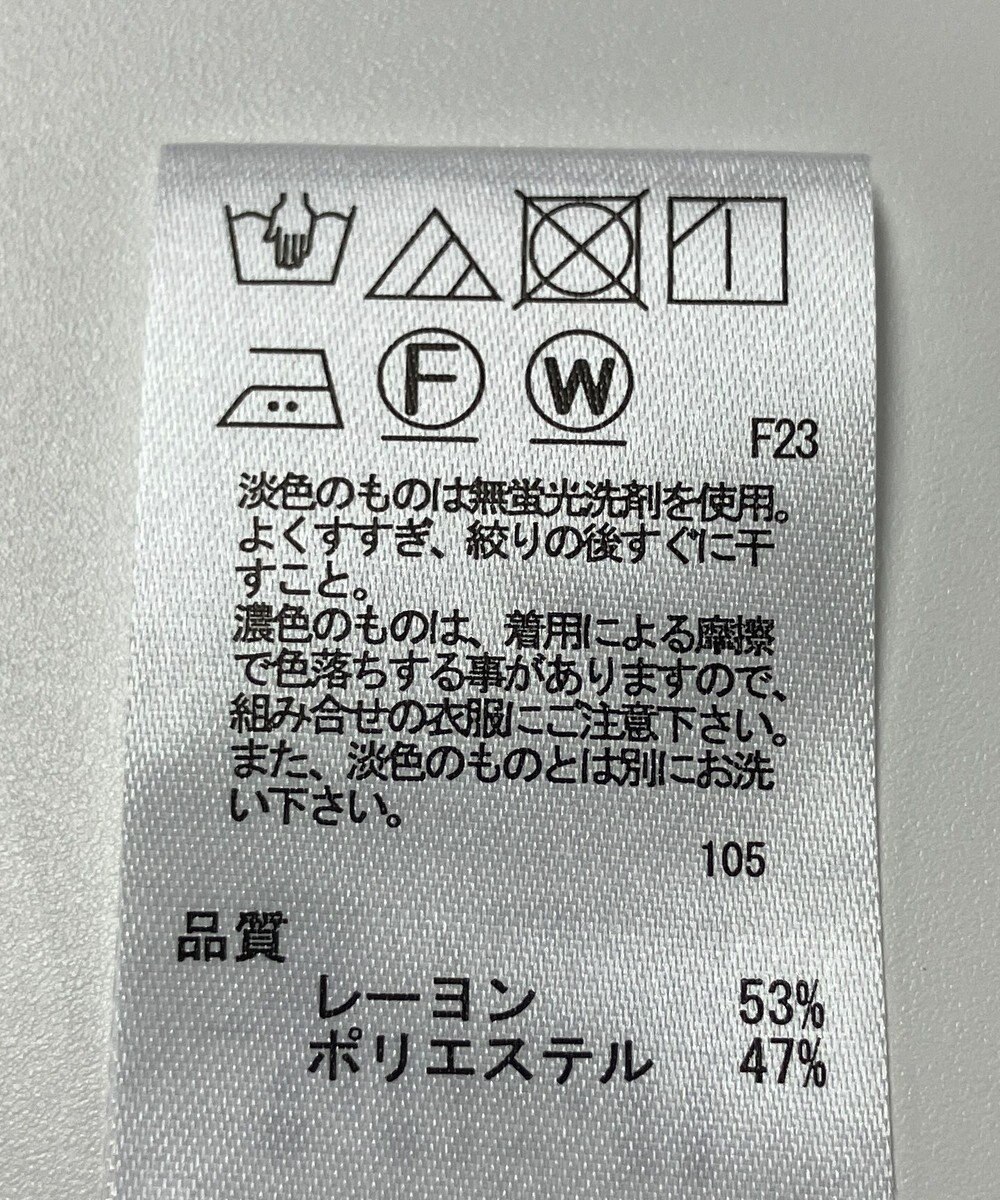 F
W
F23
淡色のものは無蛍光洗剤を使用。
よくすすぎ、絞りの後すぐに干
すこと。
濃色のものは、着用による摩擦
で色落ちする事がありますので、
組み合せの衣服にご注意下さい。
また、淡色のものとは別にお洗
い下さい。
105
品質
レーヨン 53%
ポリエステル 47%